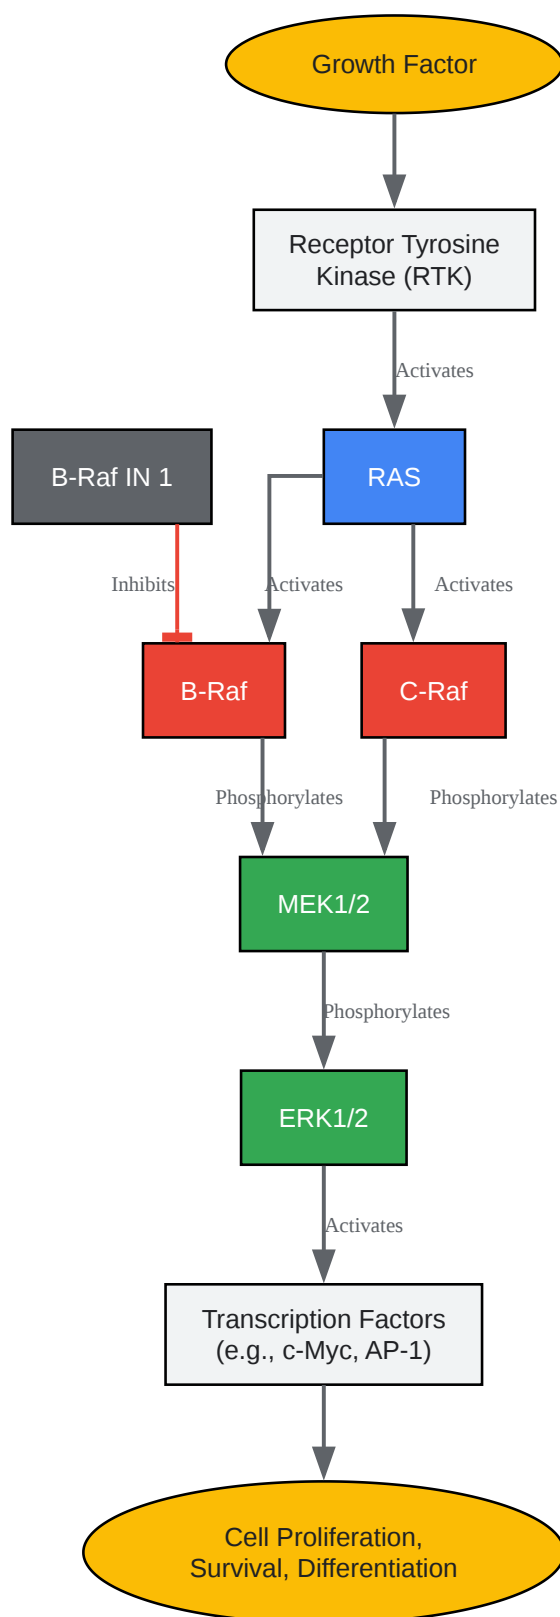 Growth Factor
Receptor Tyrosine
Kinase (RTK)
Activates
B-Raf IN 1
RAS
Inhibits
Activates
Activates
B-Raf
C-Raf
Phosphorylates
Phosphorylates
MEK1/2
Phosphorylates
ERK1/2
Activates
Transcription Factors
(e.g., c-Myc, AP-1)
Cell Proliferation,
Survival, Differentiation